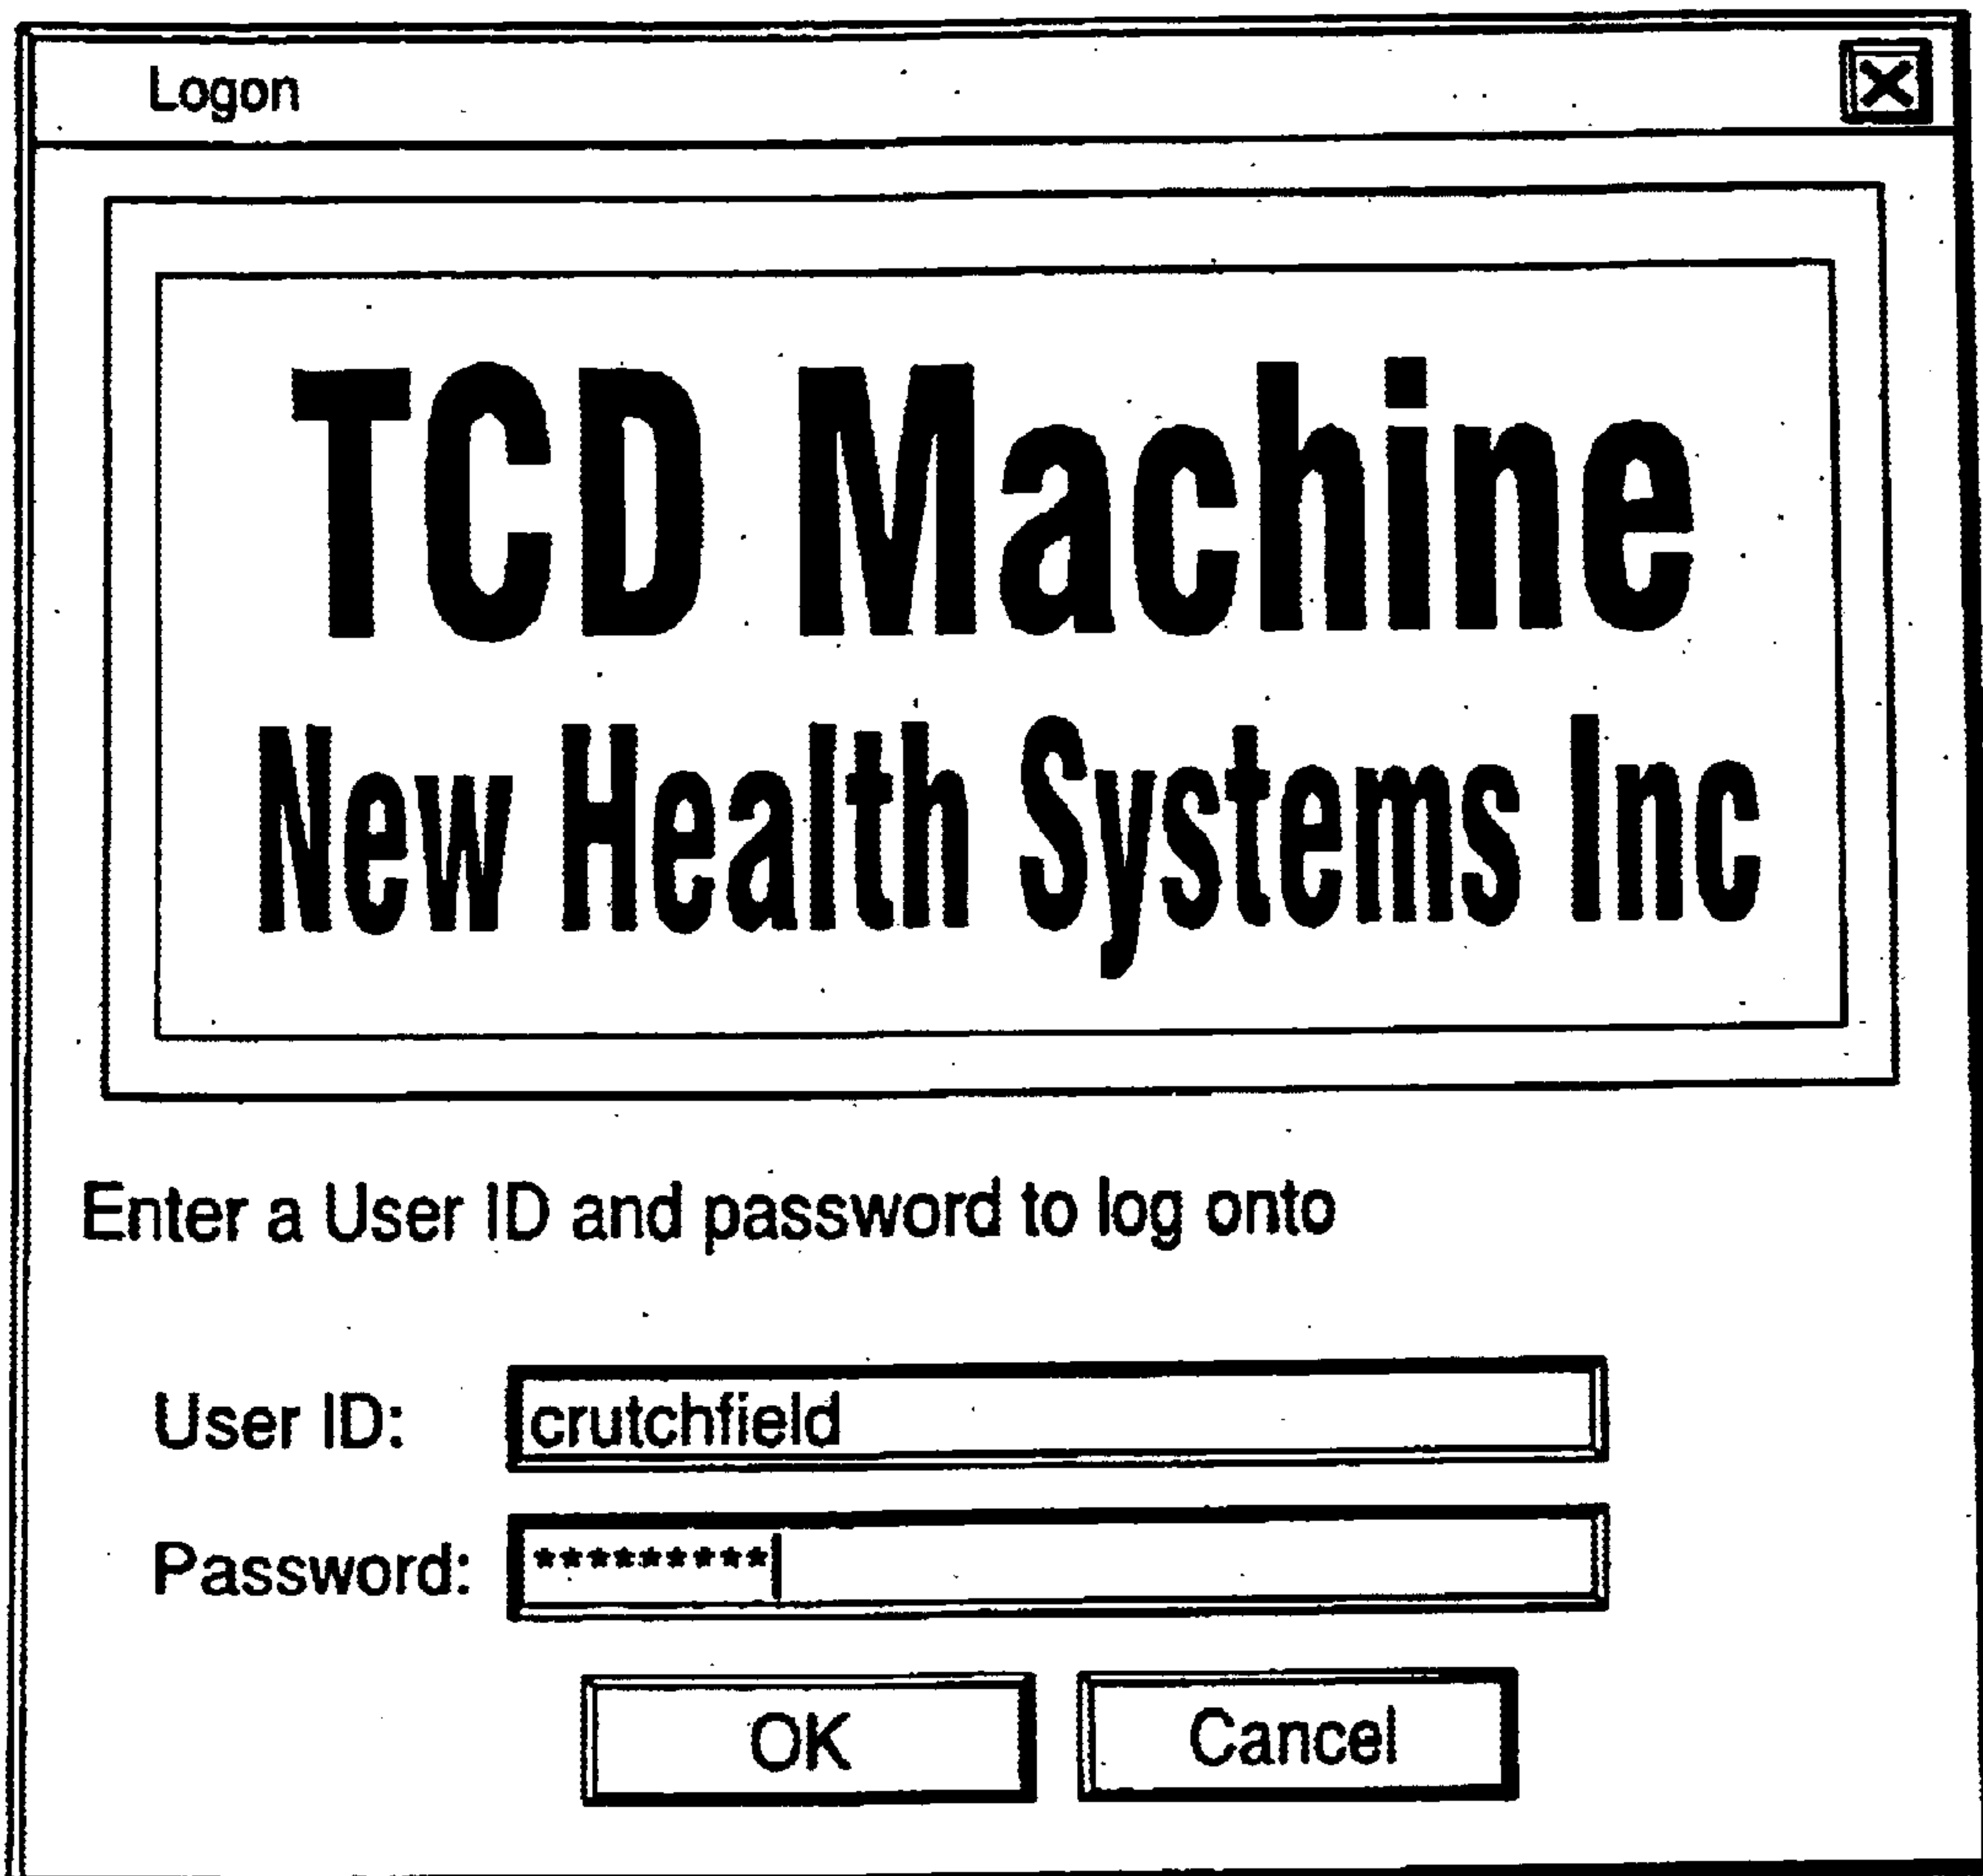 Logon
TCD Machine
New Health Systems Inc
Enter a User ID and password to log onto
User ID: crutchfield
Password: *********
OK Cancel